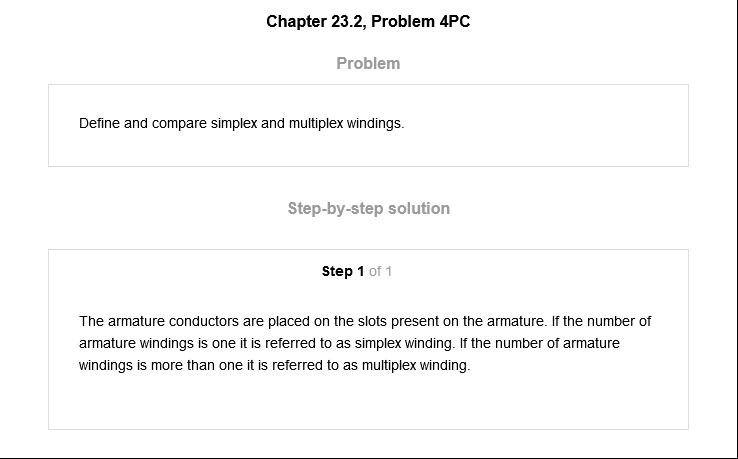 Chapter 23.2, Problem 4PC
Problem
Define and compare simplex and multiplex windings.
Step-by-step solution
Step 1 of 1
The armature conductors are placed on the slots present on the armature. If the number of
armature windings is one it is referred to as simplex winding. If the number of armature
windings is more than one it is referred to as multiplex winding.